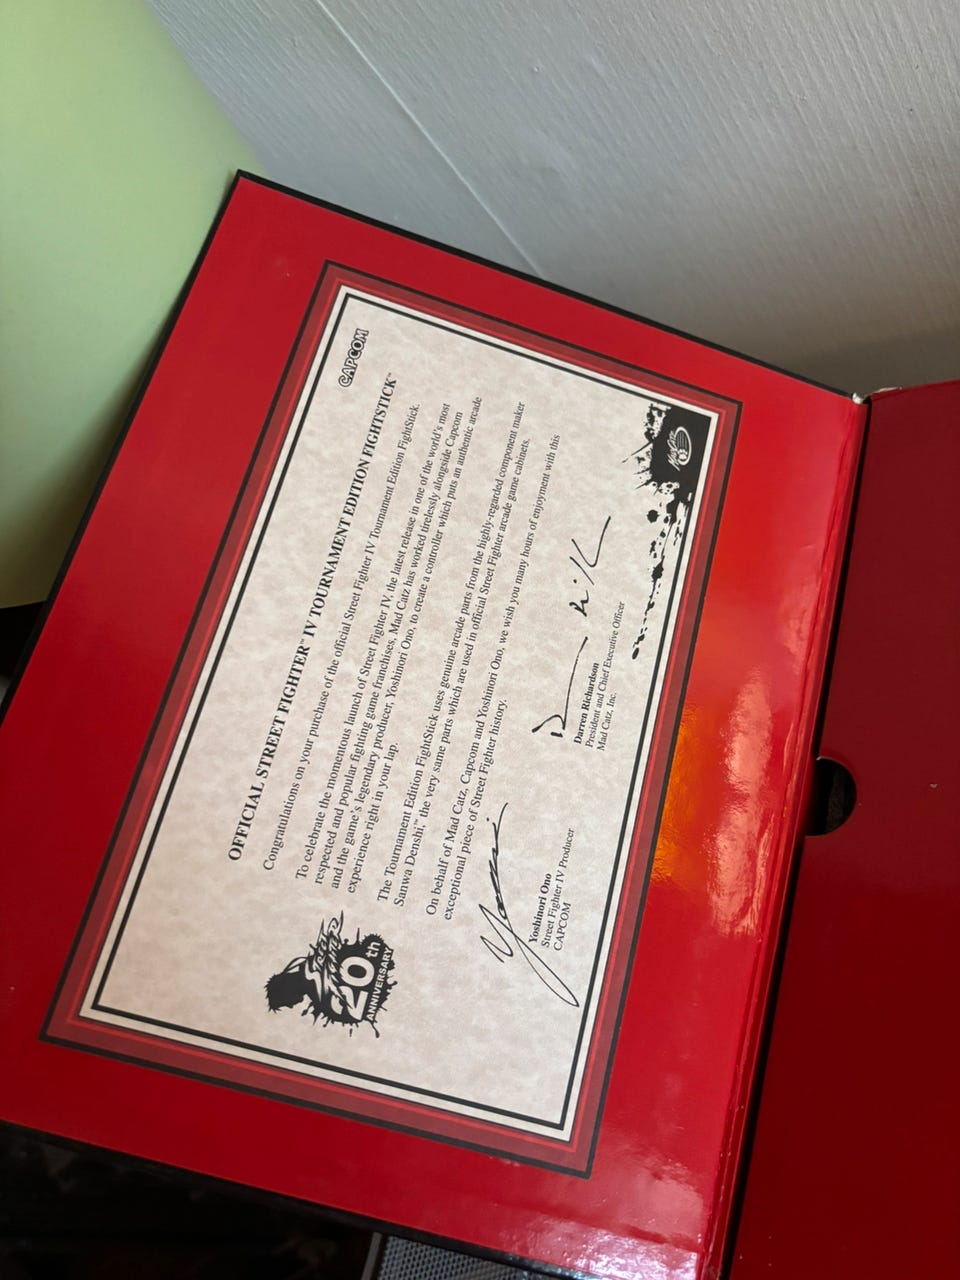 CAPCOM
OFFICIAL STREET FIGHTER™ IV TOURNAMENT EDITION FIGHTSTICK™
Congratulations on your purchase of the official Street Fighter IV Tournament Edition FightStick.
To celebrate the momentous launch of Street Fighter IV, the latest release in one of the world's most
respected and popular fighting game franchises, Mad Catz has worked tirelessly alongside Capcom
and the game's legendary producer, Yoshinori Ono, to create a controller which puts an authentic arcade
experience right in your lap.
The Tournament Edition FightStick uses genuine arcade parts from the highly-regarded component maker
Sanwa Denshi,™ the very same parts which are used in official Street Fighter arcade game cabinets.
On behalf of Mad Catz, Capcom and Yoshinori Ono, we wish you many hours of enjoyment with this
exceptional piece of Street Fighter history.
STREET
FIGHTER
20th
ANNIVERSARY
Yoshinori Ono
Street Fighter IV Producer
CAPCOM
Darren Richardson
President and Chief Executive Officer
Mad Catz, Inc.
Mad Catz